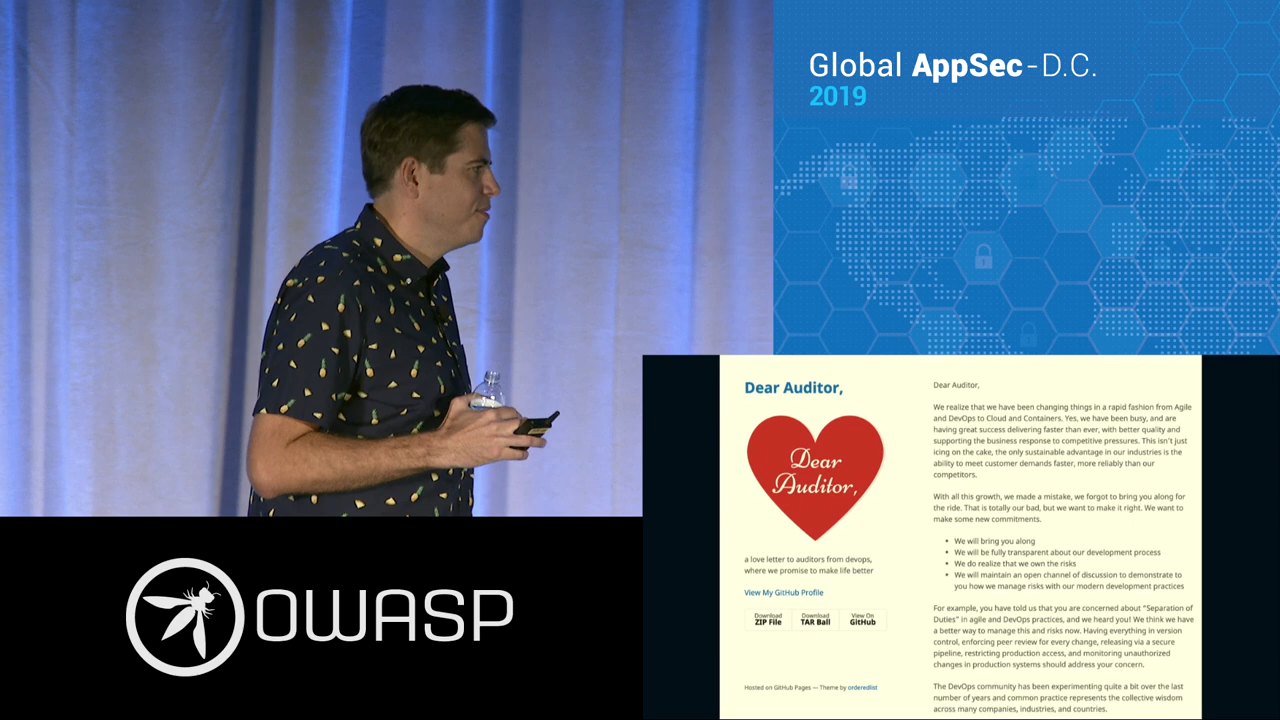 Global AppSec - D.C.
2019
OWASP
Dear Auditor,
Dear
Auditor,
a love letter to auditors from devops,
where we promise to make life better
View My GitHub Profile
Download
ZIP File
Download
TAR Ball
View On
GitHub
Hosted on GitHub Pages — Theme by orderedlist
Dear Auditor,
We realize that we have been changing things in a rapid fashion from Agile
and DevOps to Cloud and Containers. Yes, we have been busy, and are
having great success delivering faster than ever, with better quality and
supporting the business response to competitive pressures. This isn't just
icing on the cake, the only sustainable advantage in our industries is the
ability to meet customer demands faster, more reliably than our
competitors.
With all this growth, we made a mistake, we forgot to bring you along for
the ride. That is totally our bad, but we want to make it right. We want to
make some new commitments.
• We will bring you along
• We will be fully transparent about our development process
• We do realize that we own the risks
• We will maintain an open channel of discussion to demonstrate to
you how we manage risks with our modern development practices
For example, you have told us that you are concerned about "Separation of
Duties" in agile and DevOps practices, and we heard you! We think we have
a better way to manage this and risks now. Having everything in version
control, enforcing peer review for every change, releasing via a secure
pipeline, restricting production access, and monitoring unauthorized
changes in production systems should address your concern.
The DevOps community has been experimenting quite a bit over the last
number of years and common practice represents the collective wisdom
across many companies, industries, and countries.